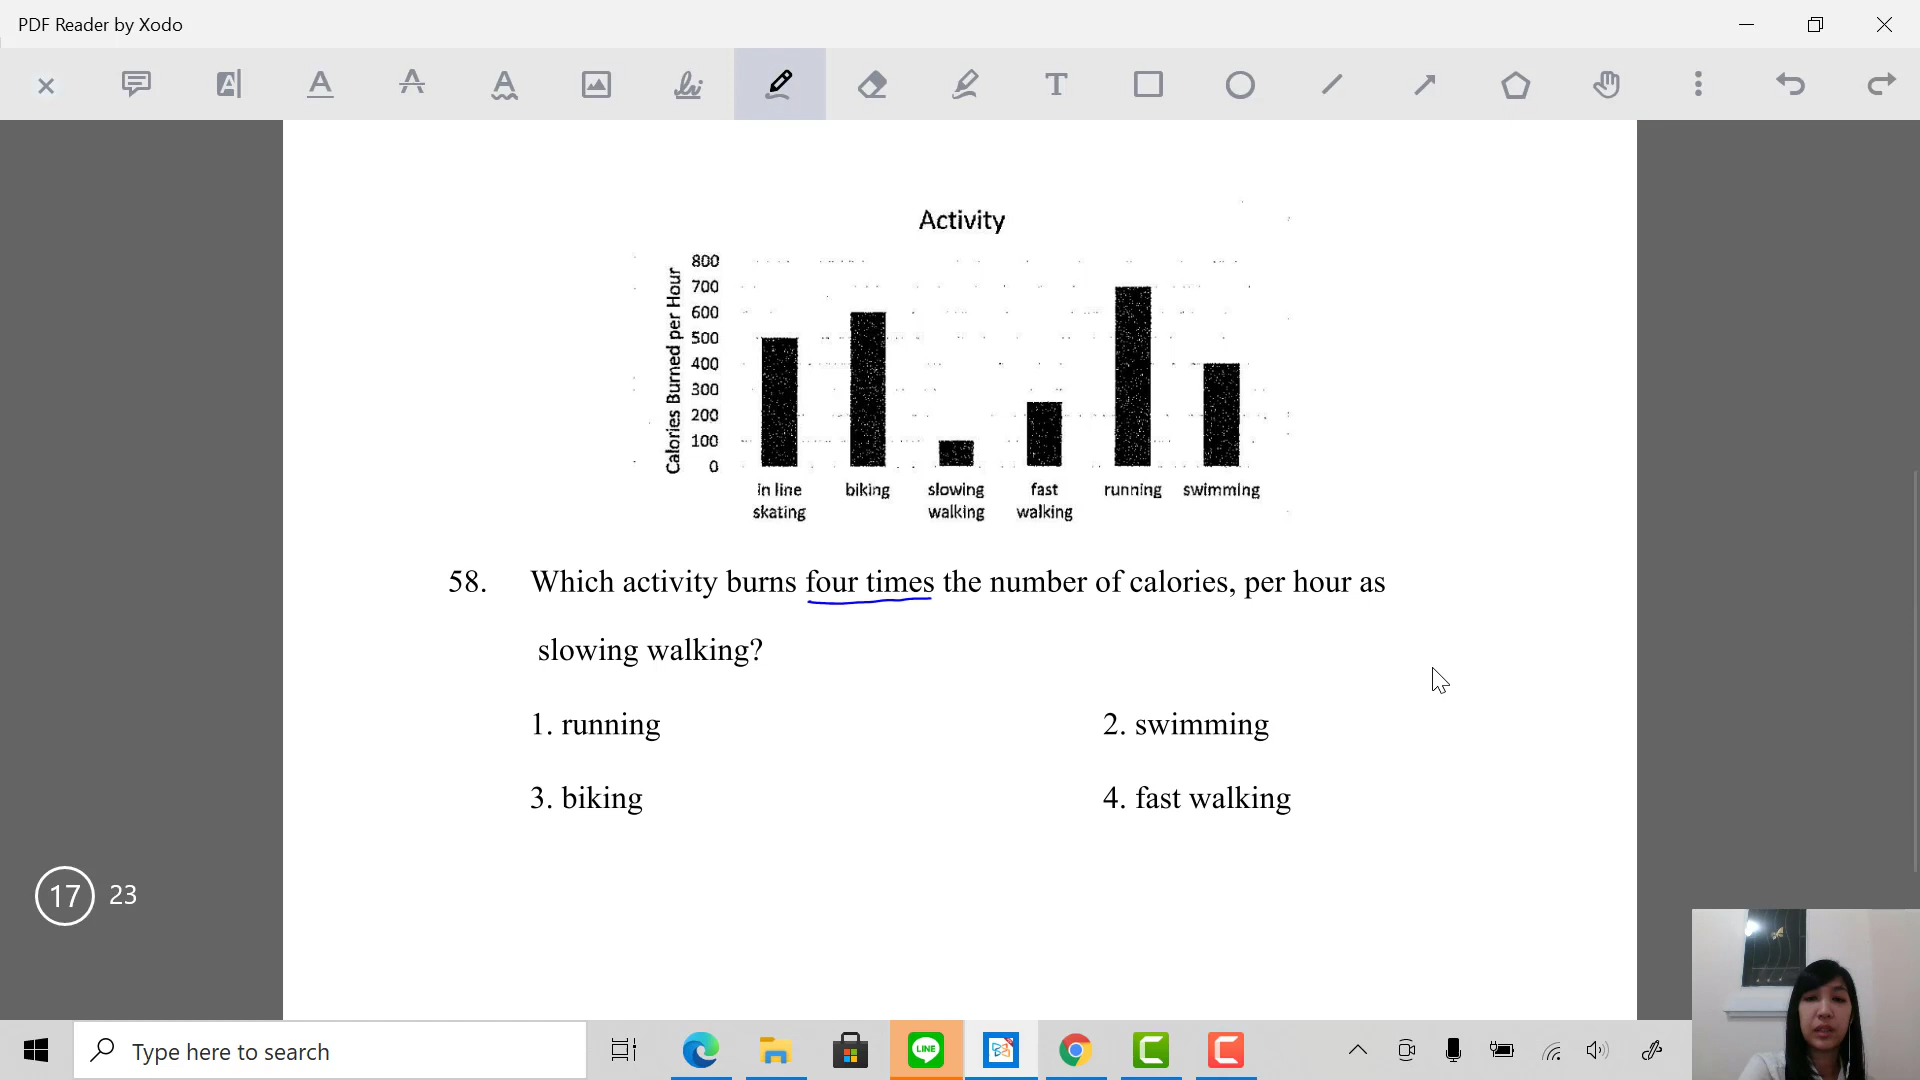 PDF Reader by Xodo
Activity
Calories Burned per Hour
800
700
600
500
400
300
200
100
0
in line skating
biking
slowing walking
fast walking
running
swimming
58. Which activity burns four times the number of calories, per hour as
slowing walking?
1. running
2. swimming
3. biking
4. fast walking
17 23
Type here to search
LINE